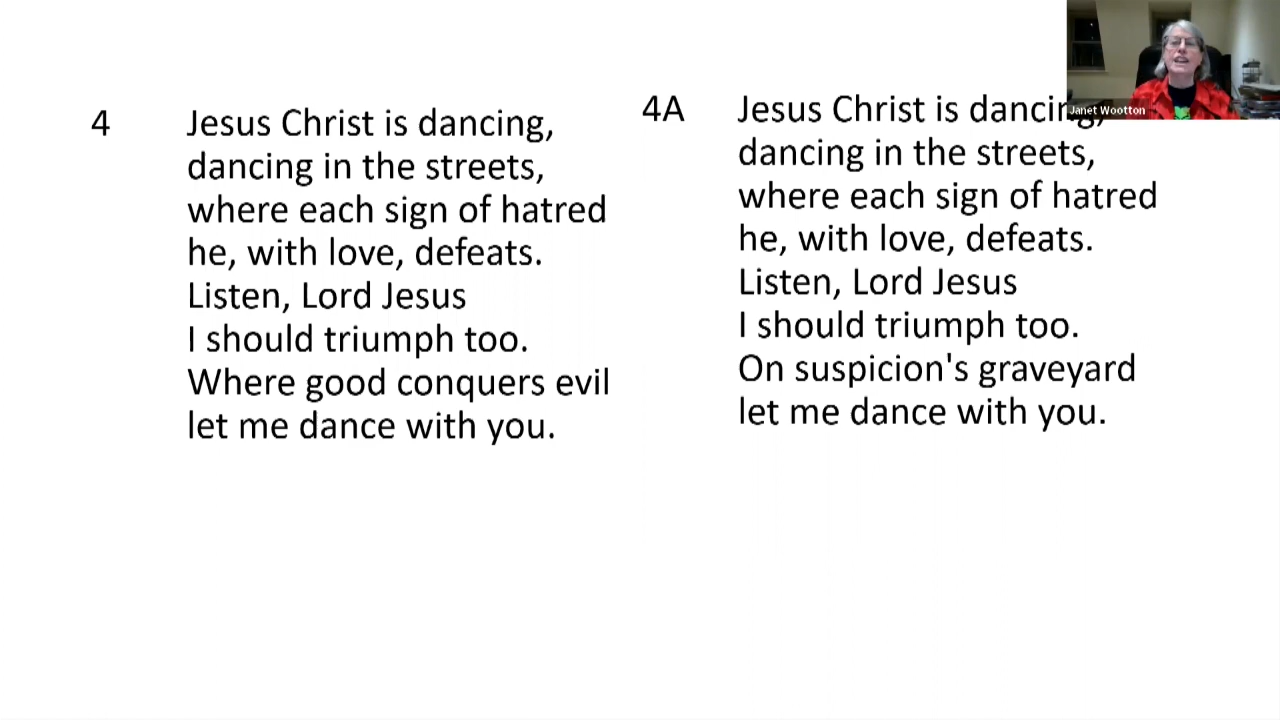 4
Jesus Christ is dancing,
dancing in the streets,
where each sign of hatred
he, with love, defeats.
Listen, Lord Jesus
I should triumph too.
Where good conquers evil
let me dance with you.
4A
Jesus Christ is dancing,
dancing in the streets,
where each sign of hatred
he, with love, defeats.
Listen, Lord Jesus
I should triumph too.
On suspicion's graveyard
let me dance with you.
Janet Wootton